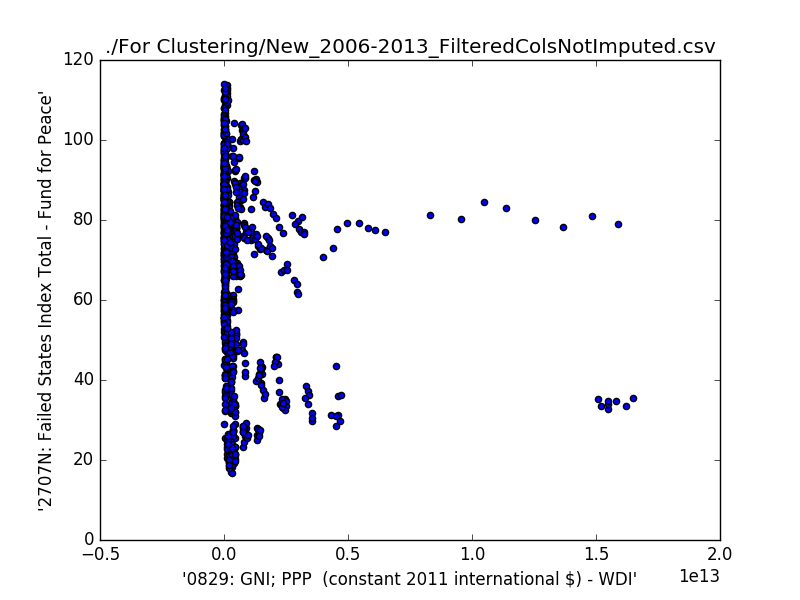 ./For Clustering/New_2006-2013_FilteredColsNotImputed.csv
'2707N: Failed States Index Total - Fund for Peace'
120
100
80
60
40
20
0
−0.5 0.0 0.5 1.0 1.5 2.0
1e13
'0829: GNI; PPP  (constant 2011 international $) - WDI'